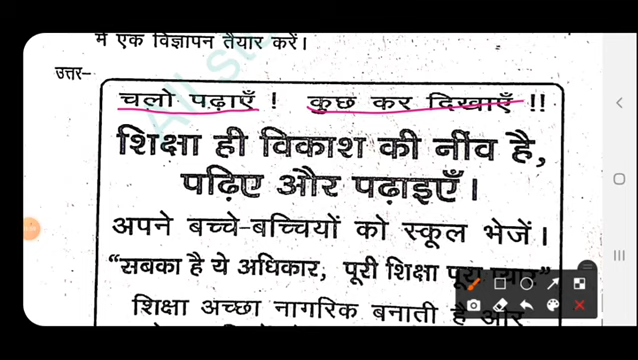 में एक विज्ञापन तैयार करें।
उत्तर-
चलो पढ़ाएँ ! कुछ कर दिखाएँ !!
शिक्षा ही विकाश की नींव है,
पढ़िए और पढ़ाइएँ।
अपने बच्चे-बच्चियों को स्कूल भेजें।
“सबका है ये अधिकार, पूरी शिक्षा पूरा प्यार”
शिक्षा अच्छा नागरिक बनाती है और